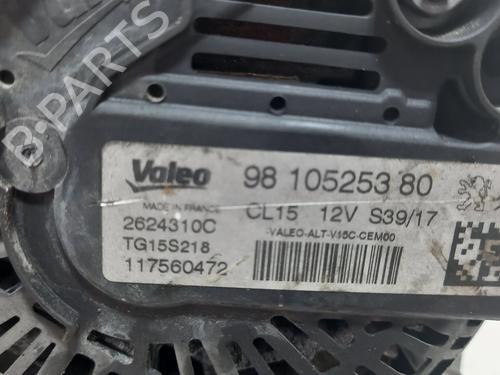 B-PARTS
Valeo
98 105253 80
MADE IN FRANCE
CL15 12V S39/17
2624310C
-VALEO-ALT-V15C-CEM00
TG15S218
117560472